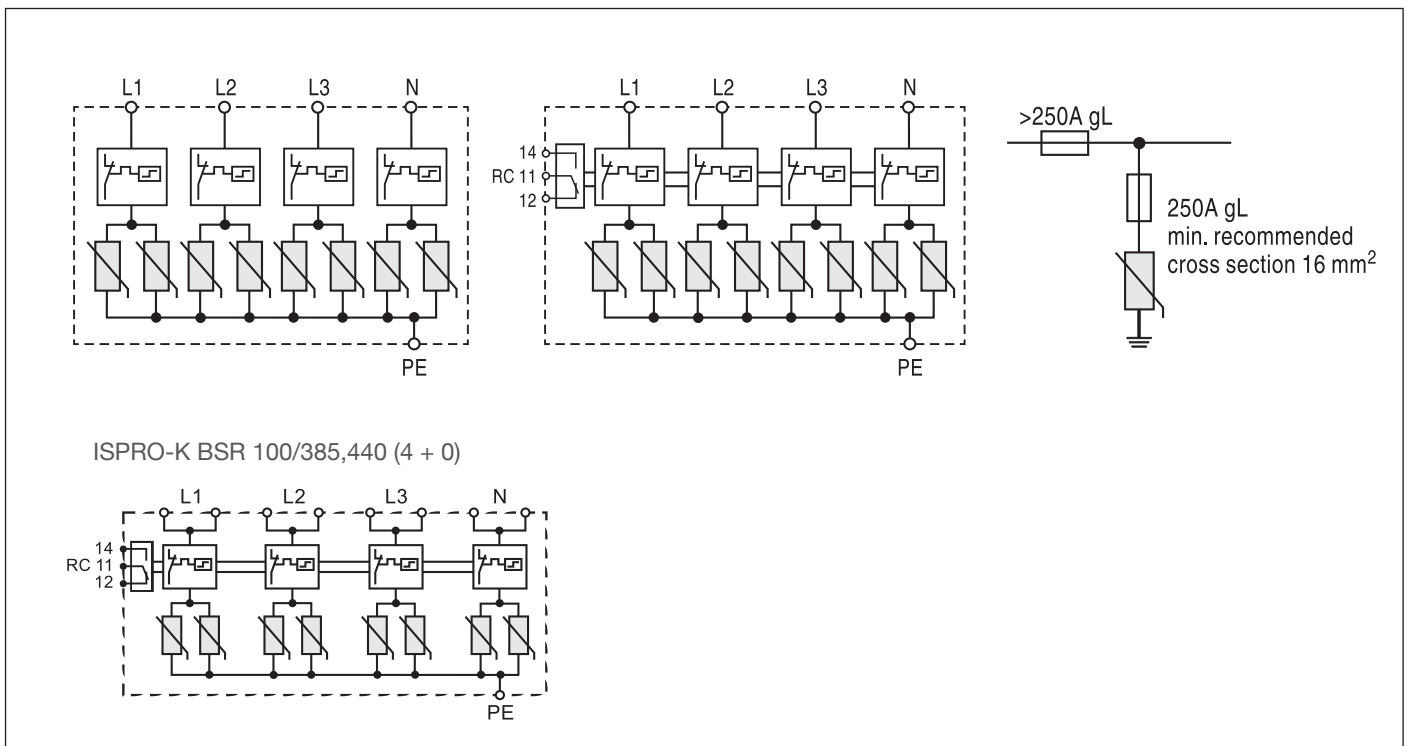 L1 L2 L3 N
PE
L1 L2 L3 N
14
RC 11
12
PE
>250A gL
250A gL
min. recommended
cross section 16 mm²
ISPRO-K BSR 100/385,440 (4 + 0)
L1 L2 L3 N
14
RC 11
12
PE